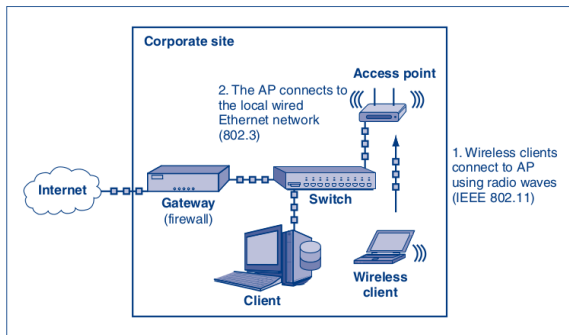 Corporate site
Access point
2. The AP connects to
the local wired
Ethernet network
(802.3)
1. Wireless clients
connect to AP
using radio waves
(IEEE 802.11)
Internet
Gateway
(firewall)
Switch
Client
Wireless
client